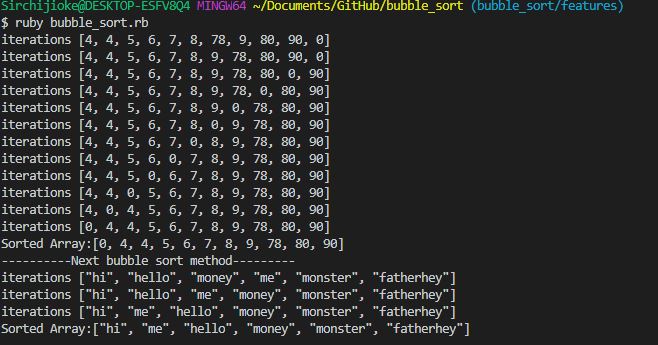 Sirchijioke@DESKTOP-ESFV8Q4 MINGW64 ~/Documents/GitHub/bubble_sort (bubble_sort/features)
$ ruby bubble_sort.rb
iterations [4, 4, 5, 6, 7, 8, 78, 9, 80, 90, 0]
iterations [4, 4, 5, 6, 7, 8, 9, 78, 80, 90, 0]
iterations [4, 4, 5, 6, 7, 8, 9, 78, 80, 0, 90]
iterations [4, 4, 5, 6, 7, 8, 9, 78, 0, 80, 90]
iterations [4, 4, 5, 6, 7, 8, 9, 0, 78, 80, 90]
iterations [4, 4, 5, 6, 7, 8, 0, 9, 78, 80, 90]
iterations [4, 4, 5, 6, 7, 0, 8, 9, 78, 80, 90]
iterations [4, 4, 5, 6, 0, 7, 8, 9, 78, 80, 90]
iterations [4, 4, 5, 0, 6, 7, 8, 9, 78, 80, 90]
iterations [4, 4, 0, 5, 6, 7, 8, 9, 78, 80, 90]
iterations [4, 0, 4, 5, 6, 7, 8, 9, 78, 80, 90]
iterations [0, 4, 4, 5, 6, 7, 8, 9, 78, 80, 90]
Sorted Array:[0, 4, 4, 5, 6, 7, 8, 9, 78, 80, 90]
----------Next bubble sort method---------
iterations ["hi", "hello", "money", "me", "monster", "fatherhey"]
iterations ["hi", "hello", "me", "money", "monster", "fatherhey"]
iterations ["hi", "me", "hello", "money", "monster", "fatherhey"]
Sorted Array:["hi", "me", "hello", "money", "monster", "fatherhey"]